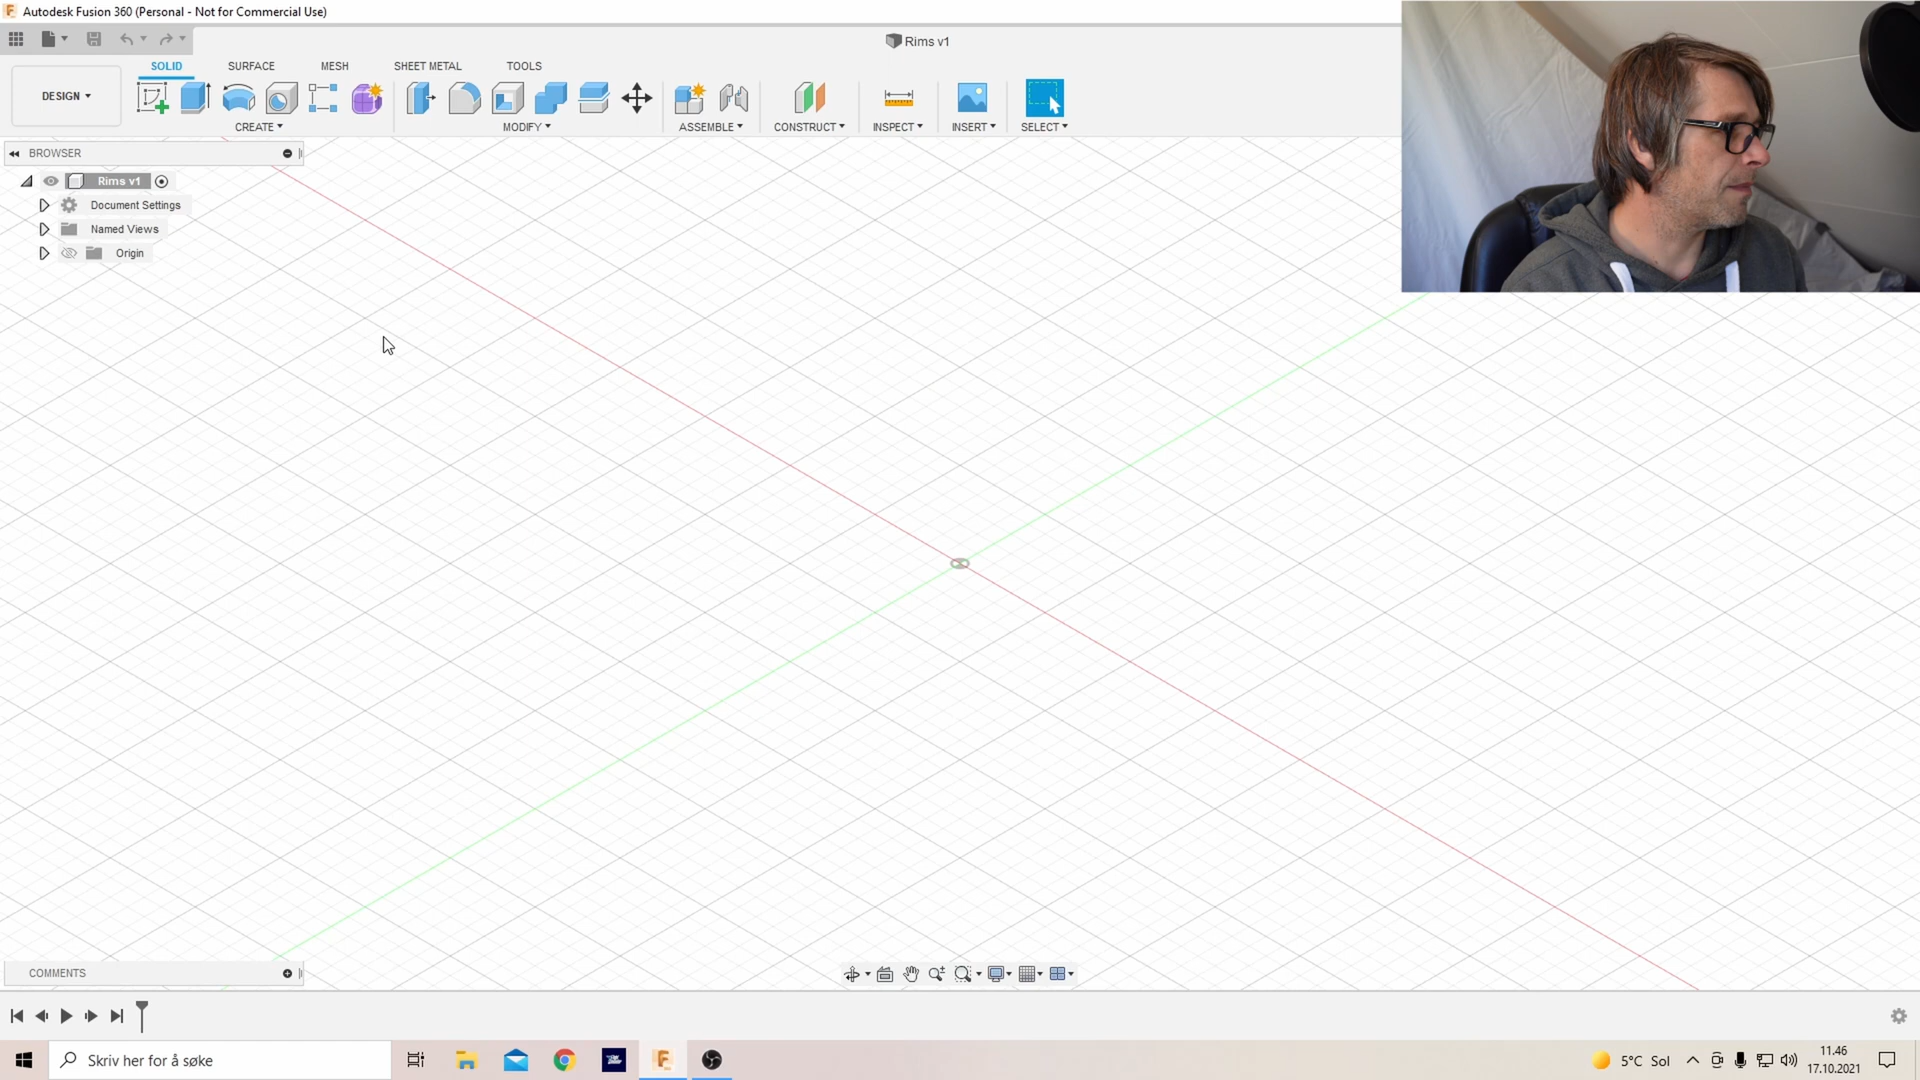 Autodesk Fusion 360 (Personal - Not for Commercial Use)
Rims v1
SOLID SURFACE MESH SHEET METAL TOOLS
DESIGN
CREATE MODIFY ASSEMBLE CONSTRUCT INSPECT INSERT SELECT
BROWSER
Rims v1
Document Settings
Named Views
Origin
COMMENTS
Skriv her for å søke
5°C Sol
11.46
17.10.2021